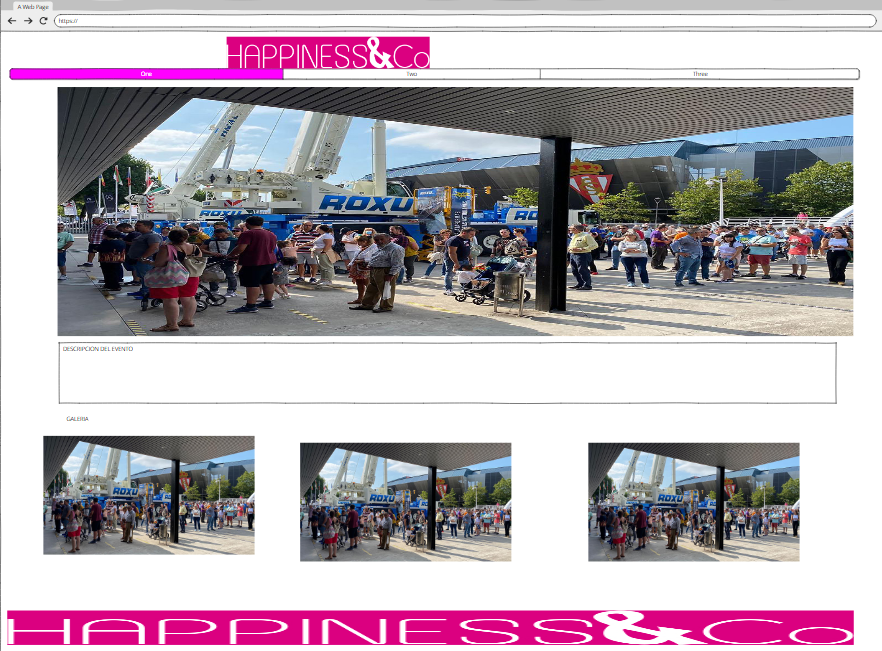 A Web Page
https://
HAPPINESS&Co
One Two Three
ROXU
ROXU
DESCRIPCION DEL EVENTO
GALERIA
ROXU
ROXU
ROXU
HAPPINESS&Co